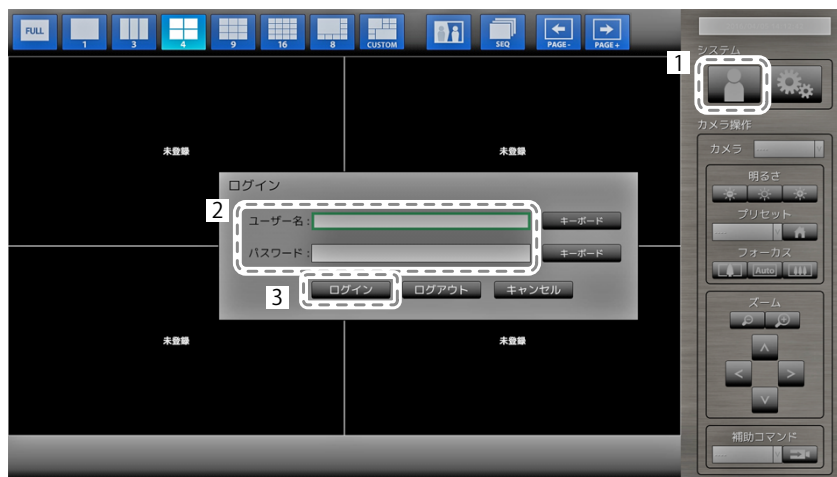 FULL
1
3
4
9
16
8
CUSTOM
SEQ
PAGE-
PAGE+
システム
1
カメラ操作
カメラ
----
明るさ
プリセット
----
フォーカス
Auto
ズーム
補助コマンド
----
未登録
未登録
ログイン
2
ユーザー名 :
キーボード
パスワード :
キーボード
3
ログイン
ログアウト
キャンセル
未登録
未登録